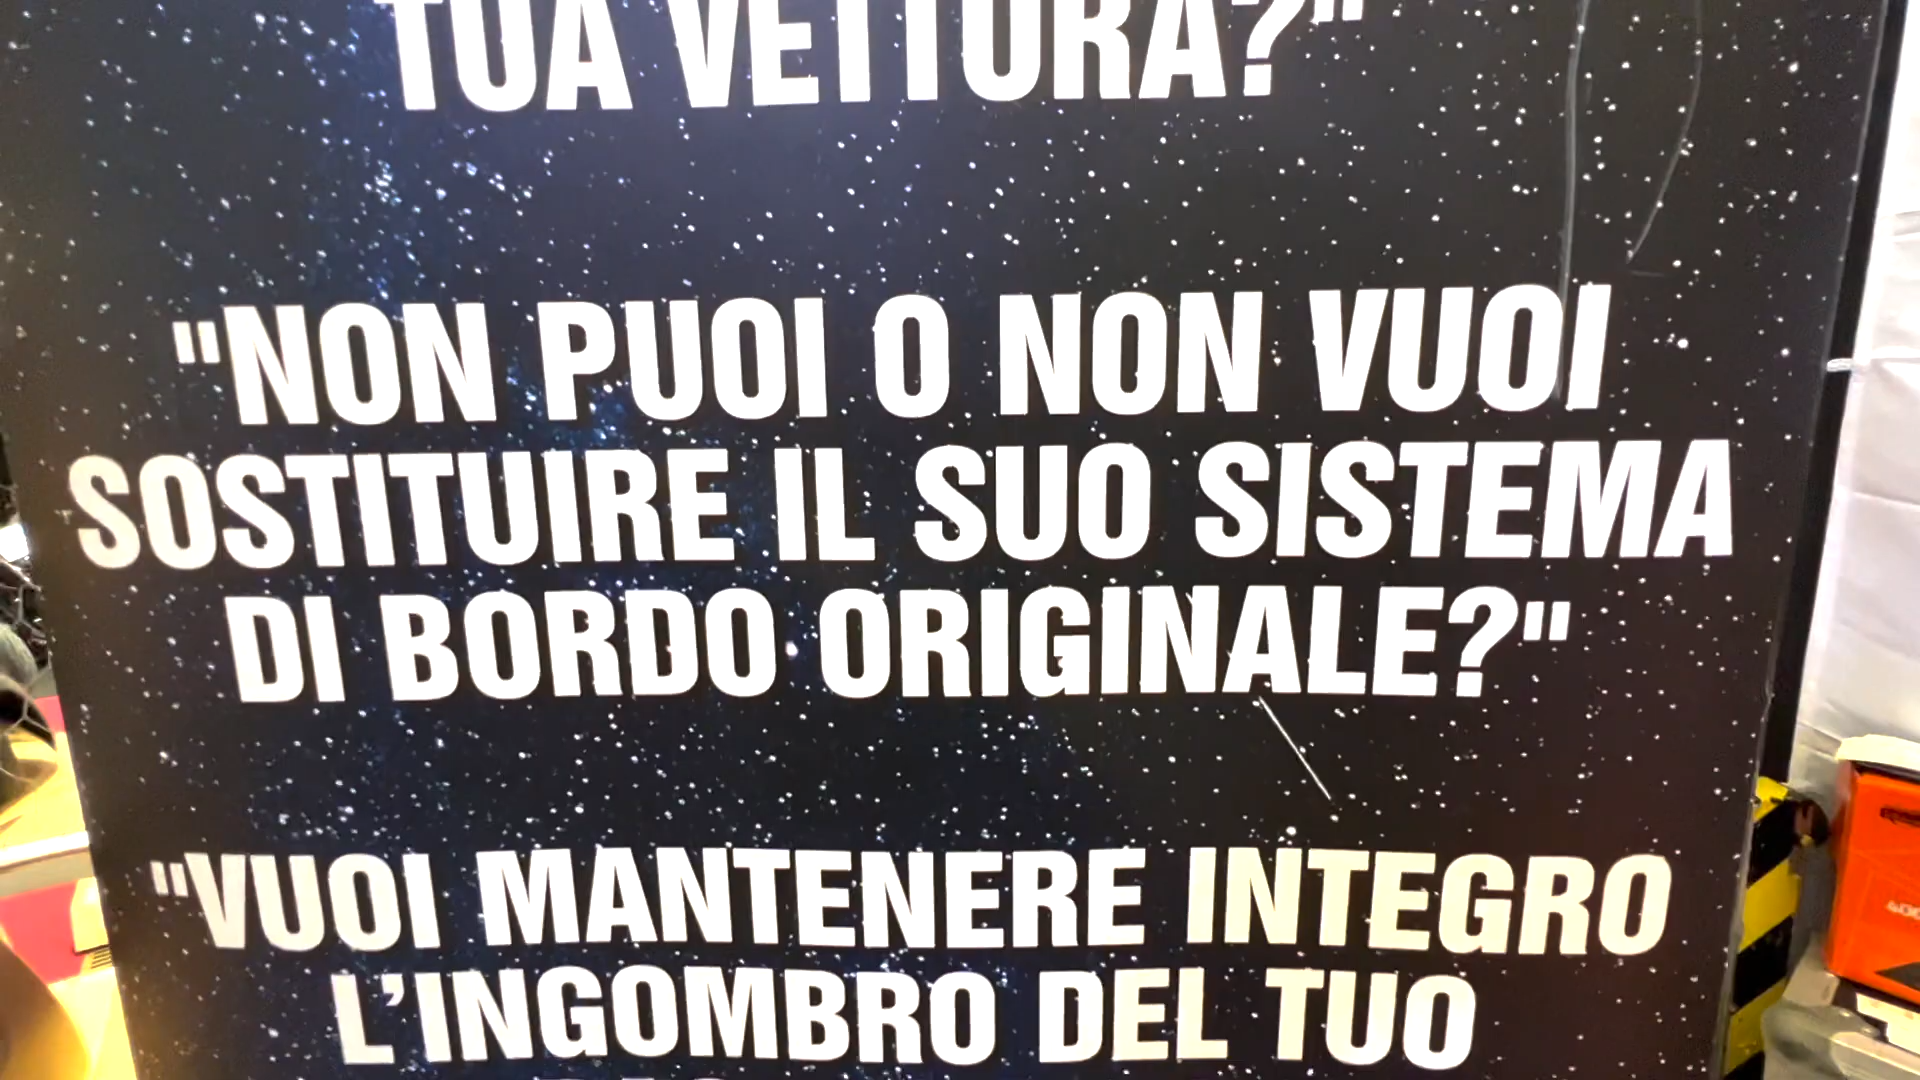 TUA VETTURA?"
"NON PUOI O NON VUOI
SOSTITUIRE IL SUO SISTEMA
DI BORDO ORIGINALE?"
"VUOI MANTENERE INTEGRO
L'INGOMBRO DEL TUO